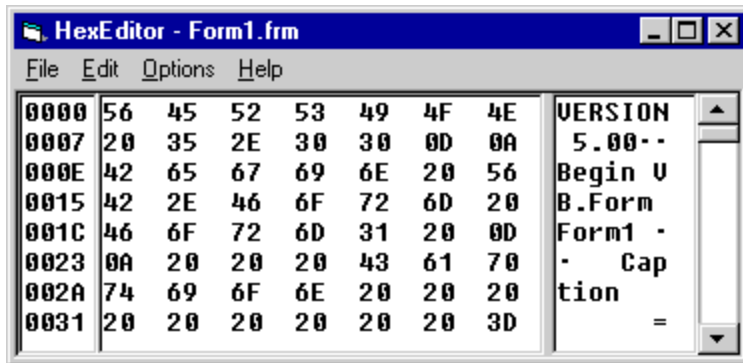 HexEditor - Form1.frm
File Edit Options Help
0000 56 45 52 53 49 4F 4E VERSION
0007 20 35 2E 30 30 0D 0A  5.00··
000E 42 65 67 69 6E 20 56 Begin V
0015 42 2E 46 6F 72 6D 20 B.Form
001C 46 6F 72 6D 31 20 0D Form1 ·
0023 0A 20 20 20 43 61 70 ·   Cap
002A 74 69 6F 6E 20 20 20 tion
0031 20 20 20 20 20 20 3D       =